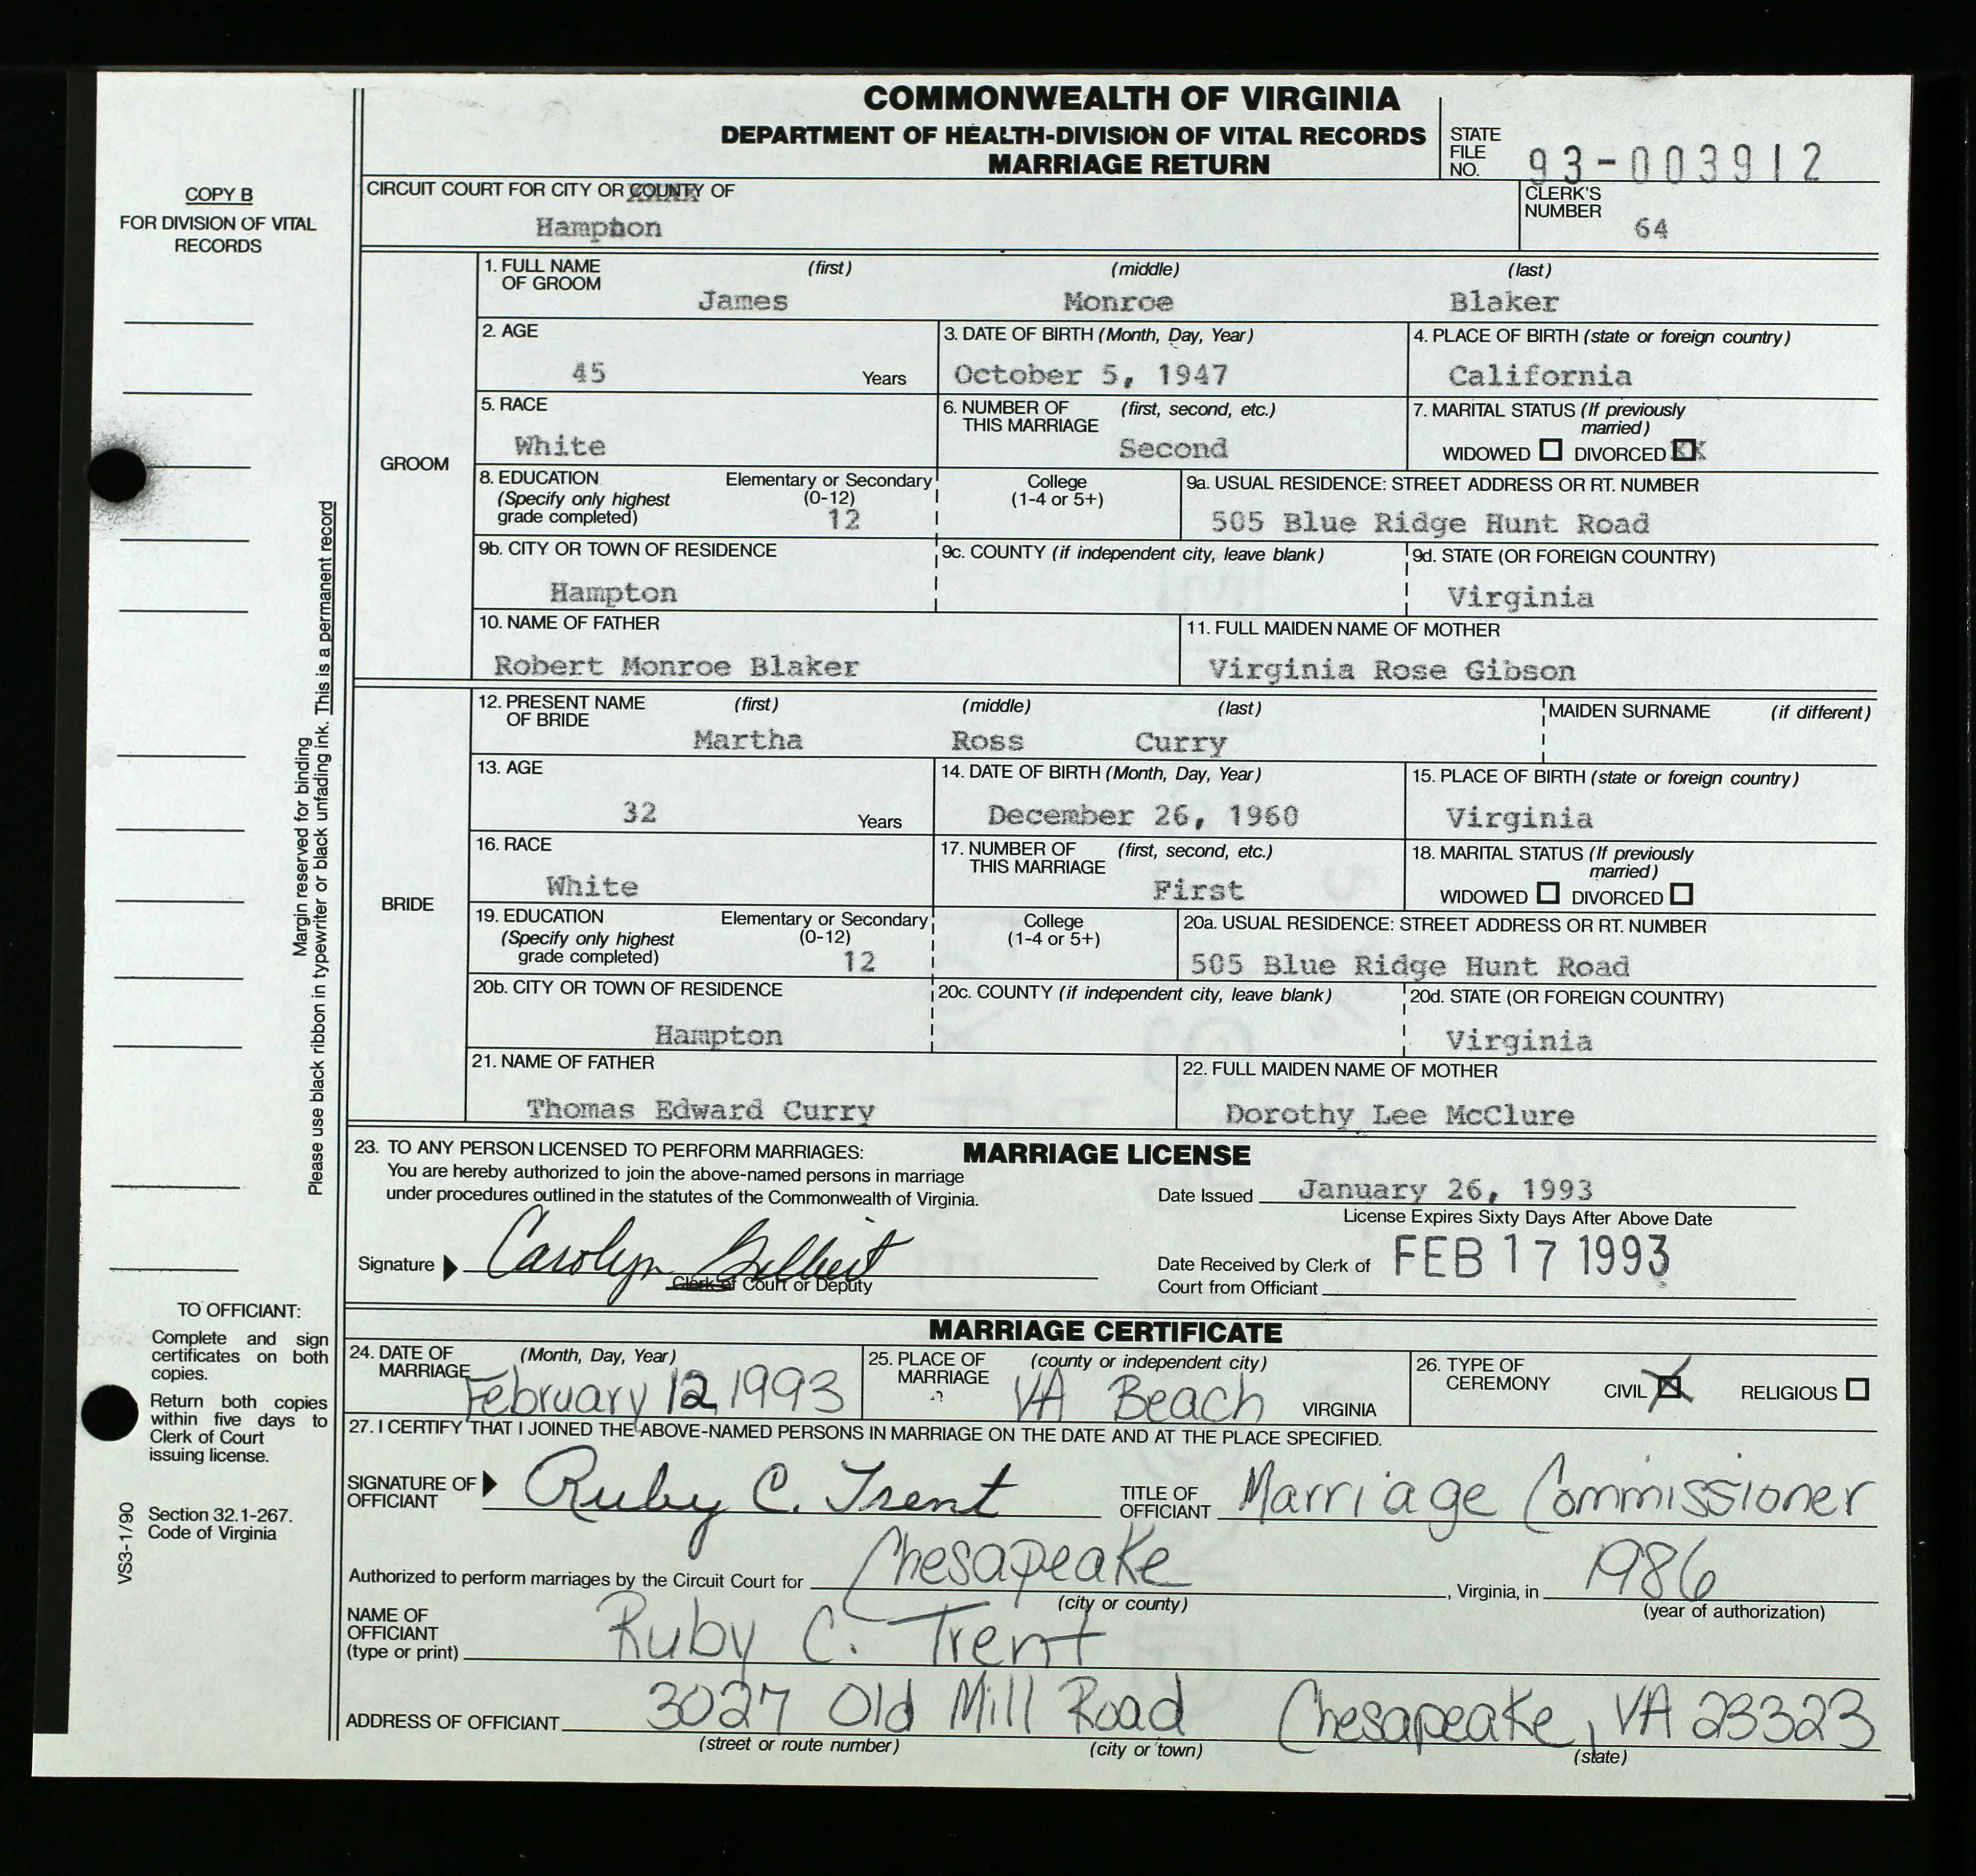 COMMONWEALTH OF VIRGINIA
DEPARTMENT OF HEALTH-DIVISION OF VITAL RECORDS
MARRIAGE RETURN
STATE FILE NO. 93-003912
COPY B
FOR DIVISION OF VITAL RECORDS
CIRCUIT COURT FOR CITY OR COUNTY OF
Hampton
CLERK'S NUMBER 64
Margin reserved for binding
Please use black ribbon in typewriter or black unfading ink. This is a permanent record
GROOM
1. FULL NAME OF GROOM (first) (middle) (last)
James Monroe Blaker
2. AGE 3. DATE OF BIRTH (Month, Day, Year) 4. PLACE OF BIRTH (state or foreign country)
45 Years October 5, 1947 California
5. RACE 6. NUMBER OF THIS MARRIAGE (first, second, etc.) 7. MARITAL STATUS (If previously married)
White Second WIDOWED DIVORCED XX
8. EDUCATION (Specify only highest grade completed) Elementary or Secondary (0-12) College (1-4 or 5+) 9a. USUAL RESIDENCE: STREET ADDRESS OR RT. NUMBER
12 505 Blue Ridge Hunt Road
9b. CITY OR TOWN OF RESIDENCE 9c. COUNTY (if independent city, leave blank) 9d. STATE (OR FOREIGN COUNTRY)
Hampton Virginia
10. NAME OF FATHER 11. FULL MAIDEN NAME OF MOTHER
Robert Monroe Blaker Virginia Rose Gibson
BRIDE
12. PRESENT NAME OF BRIDE (first) (middle) (last) MAIDEN SURNAME (if different)
Martha Ross Curry
13. AGE 14. DATE OF BIRTH (Month, Day, Year) 15. PLACE OF BIRTH (state or foreign country)
32 Years December 26, 1960 Virginia
16. RACE 17. NUMBER OF THIS MARRIAGE (first, second, etc.) 18. MARITAL STATUS (If previously married)
White First WIDOWED DIVORCED
19. EDUCATION (Specify only highest grade completed) Elementary or Secondary (0-12) College (1-4 or 5+) 20a. USUAL RESIDENCE: STREET ADDRESS OR RT. NUMBER
12 505 Blue Ridge Hunt Road
20b. CITY OR TOWN OF RESIDENCE 20c. COUNTY (if independent city, leave blank) 20d. STATE (OR FOREIGN COUNTRY)
Hampton Virginia
21. NAME OF FATHER 22. FULL MAIDEN NAME OF MOTHER
Thomas Edward Curry Dorothy Lee McClure
23. TO ANY PERSON LICENSED TO PERFORM MARRIAGES: MARRIAGE LICENSE
You are hereby authorized to join the above-named persons in marriage
under procedures outlined in the statutes of the Commonwealth of Virginia.
Date Issued January 26, 1993
License Expires Sixty Days After Above Date
Signature Carolyn Gilbert
Clerk of Court or Deputy
Date Received by Clerk of Court from Officiant FEB 17 1993
TO OFFICIANT:
Complete and sign
certificates on both
copies.
Return both copies
within five days to
Clerk of Court
issuing license.
Section 32.1-267.
Code of Virginia
VS3-1/90
MARRIAGE CERTIFICATE
24. DATE OF MARRIAGE (Month, Day, Year) 25. PLACE OF MARRIAGE (county or independent city) 26. TYPE OF CEREMONY
February 12, 1993 VA Beach VIRGINIA CIVIL X RELIGIOUS
27. I CERTIFY THAT I JOINED THE ABOVE-NAMED PERSONS IN MARRIAGE ON THE DATE AND AT THE PLACE SPECIFIED.
SIGNATURE OF OFFICIANT Ruby C. Trent TITLE OF OFFICIANT Marriage Commissioner
Authorized to perform marriages by the Circuit Court for Chesapeake, Virginia, in 1986
(city or county) (year of authorization)
NAME OF OFFICIANT (type or print) Ruby C. Trent
ADDRESS OF OFFICIANT 3027 Old Mill Road Chesapeake, VA 23323
(street or route number) (city or town) (state)